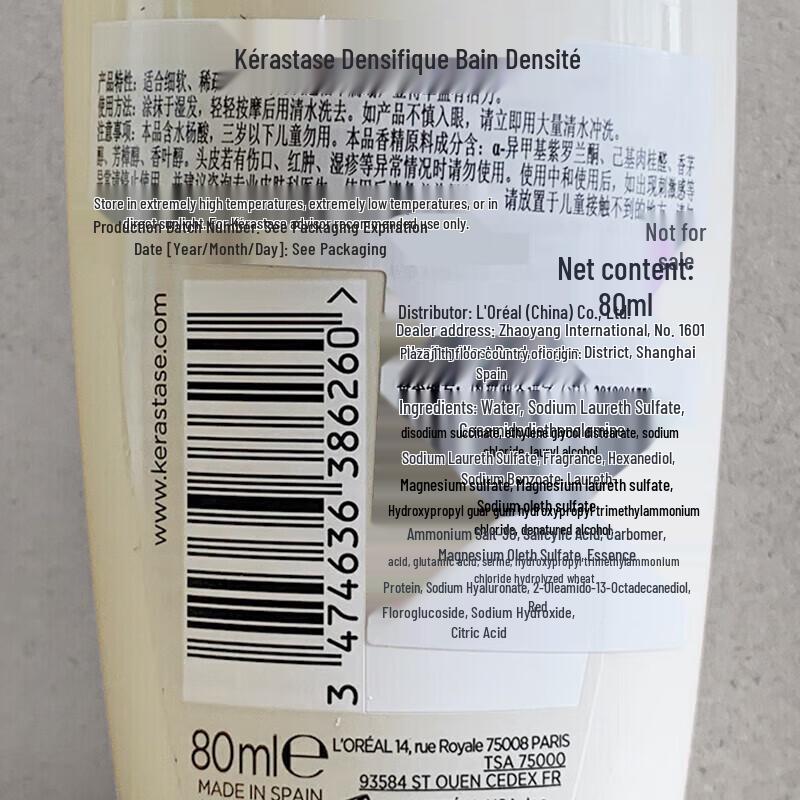 Kérastase Densifique Bain Densité
产品特性：适合细软、稀
使用方法：涂抹于湿发，轻轻按摩后用清水洗去。如产品不慎入眼，请立即用大量清水冲洗。
注意事项：本品含水杨酸，三岁以下儿童勿用。本品香精原料成分含：α-异甲基紫罗兰酮、己基肉桂醛、香茅
醇、芳樟醇、香叶醇。头皮若有伤口、红肿、湿疹等异常情况时请勿使用。使用中和使用后，如出现刺激感等
请放置于儿童接触不到的地方
Store in extremely high temperatures, extremely low temperatures, or in
direct sunlight. For Kérastase advisor recommended use only.
Production Batch Number: See Packaging Expiration
Date [Year/Month/Day]: See Packaging
Not for
sale
Net content:
80ml
Distributor: L'Oréal (China) Co., Ltd.
Dealer address: Zhaoyang International, No. 1601
District, Shanghai
Plaza country of origin:
Spain
Ingredients: Water, Sodium Laureth Sulfate,
disodium succinate, ethylene glycol distearate, sodium
chloride, lauryl alcohol
Sodium Laureth Sulfate, Fragrance, Hexanediol,
Sodium Benzoate, Laureth-
Magnesium sulfate, Magnesium laureth sulfate,
Sodium oleth sulfate
Hydroxypropyl guar gum hydroxypropyl trimethylammonium
chloride, denatured alcohol
Ammonium Salt-50, Salicylic Acid, Carbomer,
Magnesium Oleth Sulfate, Essence
acid, glutamic acid, serine, hydroxypropyl trimethylammonium
chloride hydrolyzed wheat
Protein, Sodium Hyaluronate, 2-Oleamido-13-Octadecanediol,
Red
Floroglucoside, Sodium Hydroxide,
Citric Acid
www.kerastase.com
3 474636 386260 >
80ml e
MADE IN SPAIN
L'ORÉAL 14, rue Royale 75008 PARIS
TSA 75000
93584 ST OUEN CEDEX FR